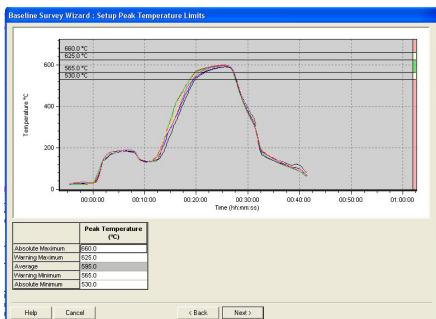 Baseline Survey Wizard : Setup Peak Temperature Limits
660.0 °C
625.0 °C
565.0 °C
530.0 °C
600
400
200
0
Temperature °C
00:00:00 00:10:00 00:20:00 00:30:00 00:40:00 00:50:00 01:00:00
Time (hh:mm:ss)
Peak Temperature
(°C)
Absolute Maximum 660.0
Warning Maximum 625.0
Average 595.0
Warning Minimum 565.0
Absolute Minimum 530.0
Help Cancel < Back Next >